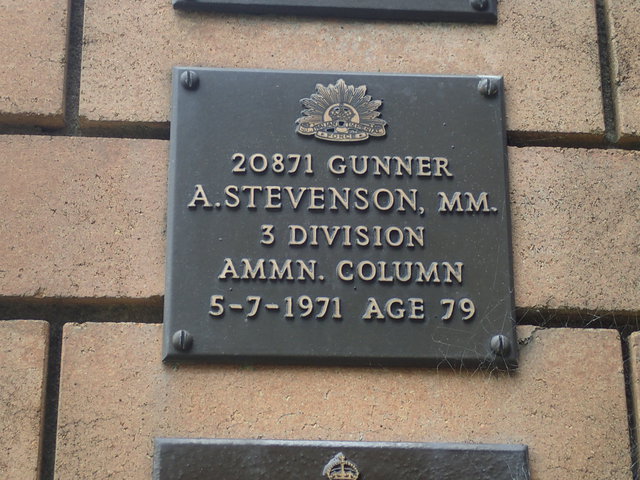 20871 GUNNER
A. STEVENSON, MM.
3 DIVISION
AMMN. COLUMN
5-7-1971 AGE 79